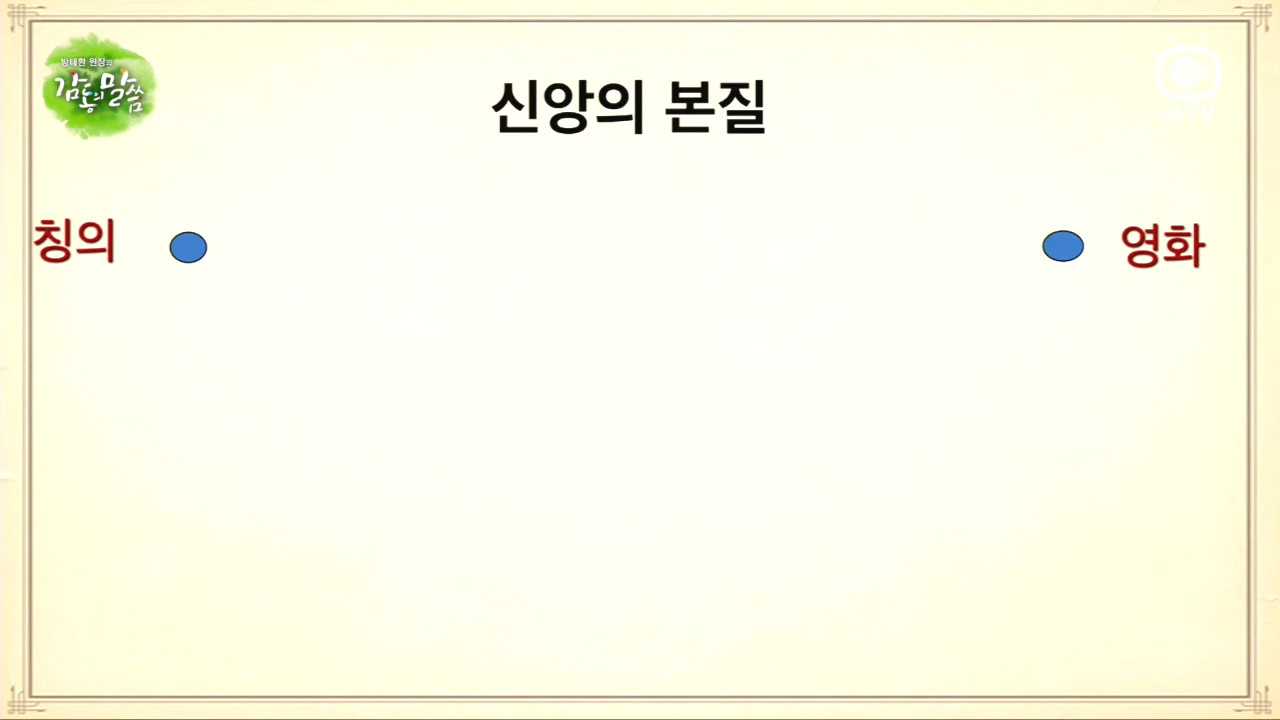 방태환 원장의
감동의 말씀
신앙의 본질
칭의
영화